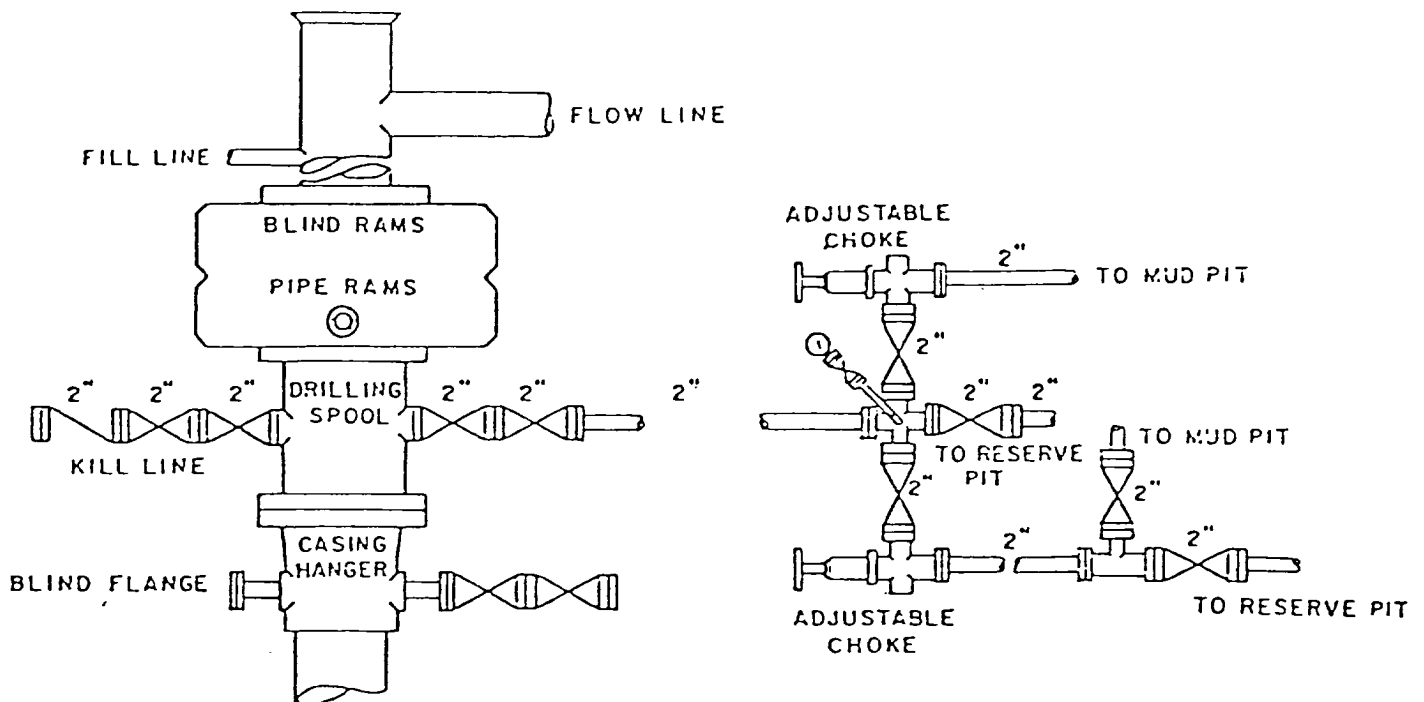 FLOW LINE
FILL LINE
BLIND RAMS
PIPE RAMS
2" 2" 2" DRILLING 2" 2" 2"
SPOOL
KILL LINE
CASING
HANGER
BLIND FLANGE
ADJUSTABLE
CHOKE
2"
TO MUD PIT
2"
2" 2"
TO RESERVE
PIT
TO MUD PIT
2"
2"
2"
2"
TO RESERVE PIT
ADJUSTABLE
CHOKE